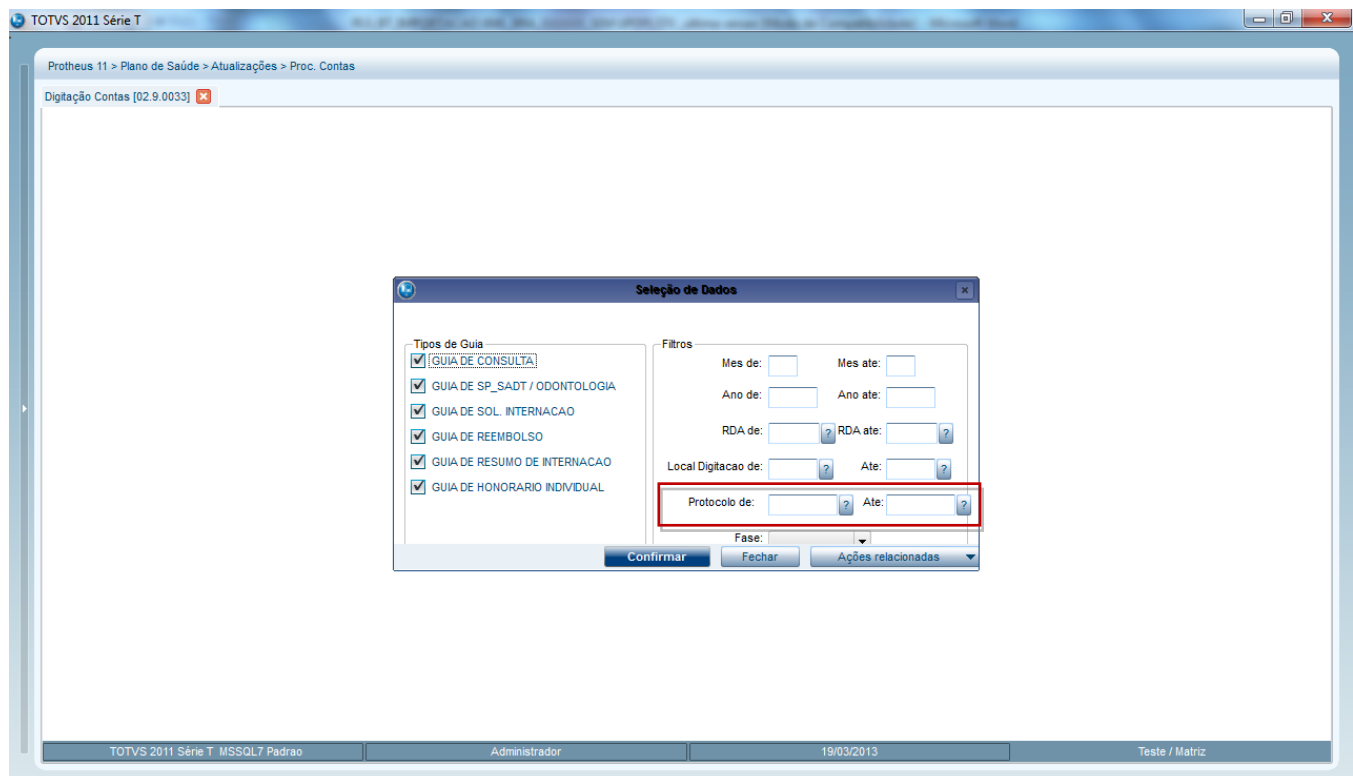 TOTVS 2011 Série T
Protheus 11 > Plano de Saúde > Atualizações > Proc. Contas
Digitação Contas [02.9.0033]
Seleção de Dados
Tipos de Guia
GUIA DE CONSULTA
GUIA DE SP_SADT / ODONTOLOGIA
GUIA DE SOL. INTERNACAO
GUIA DE REEMBOLSO
GUIA DE RESUMO DE INTERNACAO
GUIA DE HONORARIO INDIVIDUAL
Filtros
Mes de: Mes ate:
Ano de: Ano ate:
RDA de: ? RDA ate: ?
Local Digitacao de: ? Ate: ?
Protocolo de: ? Ate: ?
Fase:
Confirmar Fechar Ações relacionadas
TOTVS 2011 Série T MSSQL7 Padrao Administrador 19/03/2013 Teste / Matriz